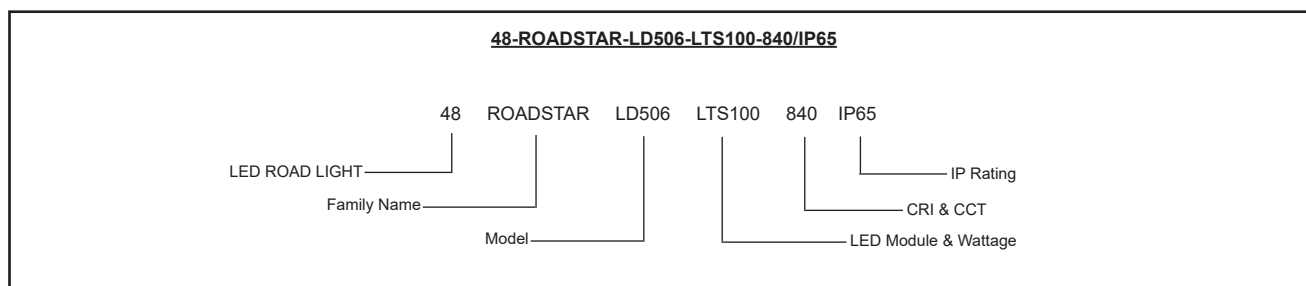 48-ROADSTAR-LD506-LTS100-840/IP65
48 ROADSTAR LD506 LTS100 840 IP65
LED ROAD LIGHT
IP Rating
Family Name
CRI & CCT
Model
LED Module & Wattage